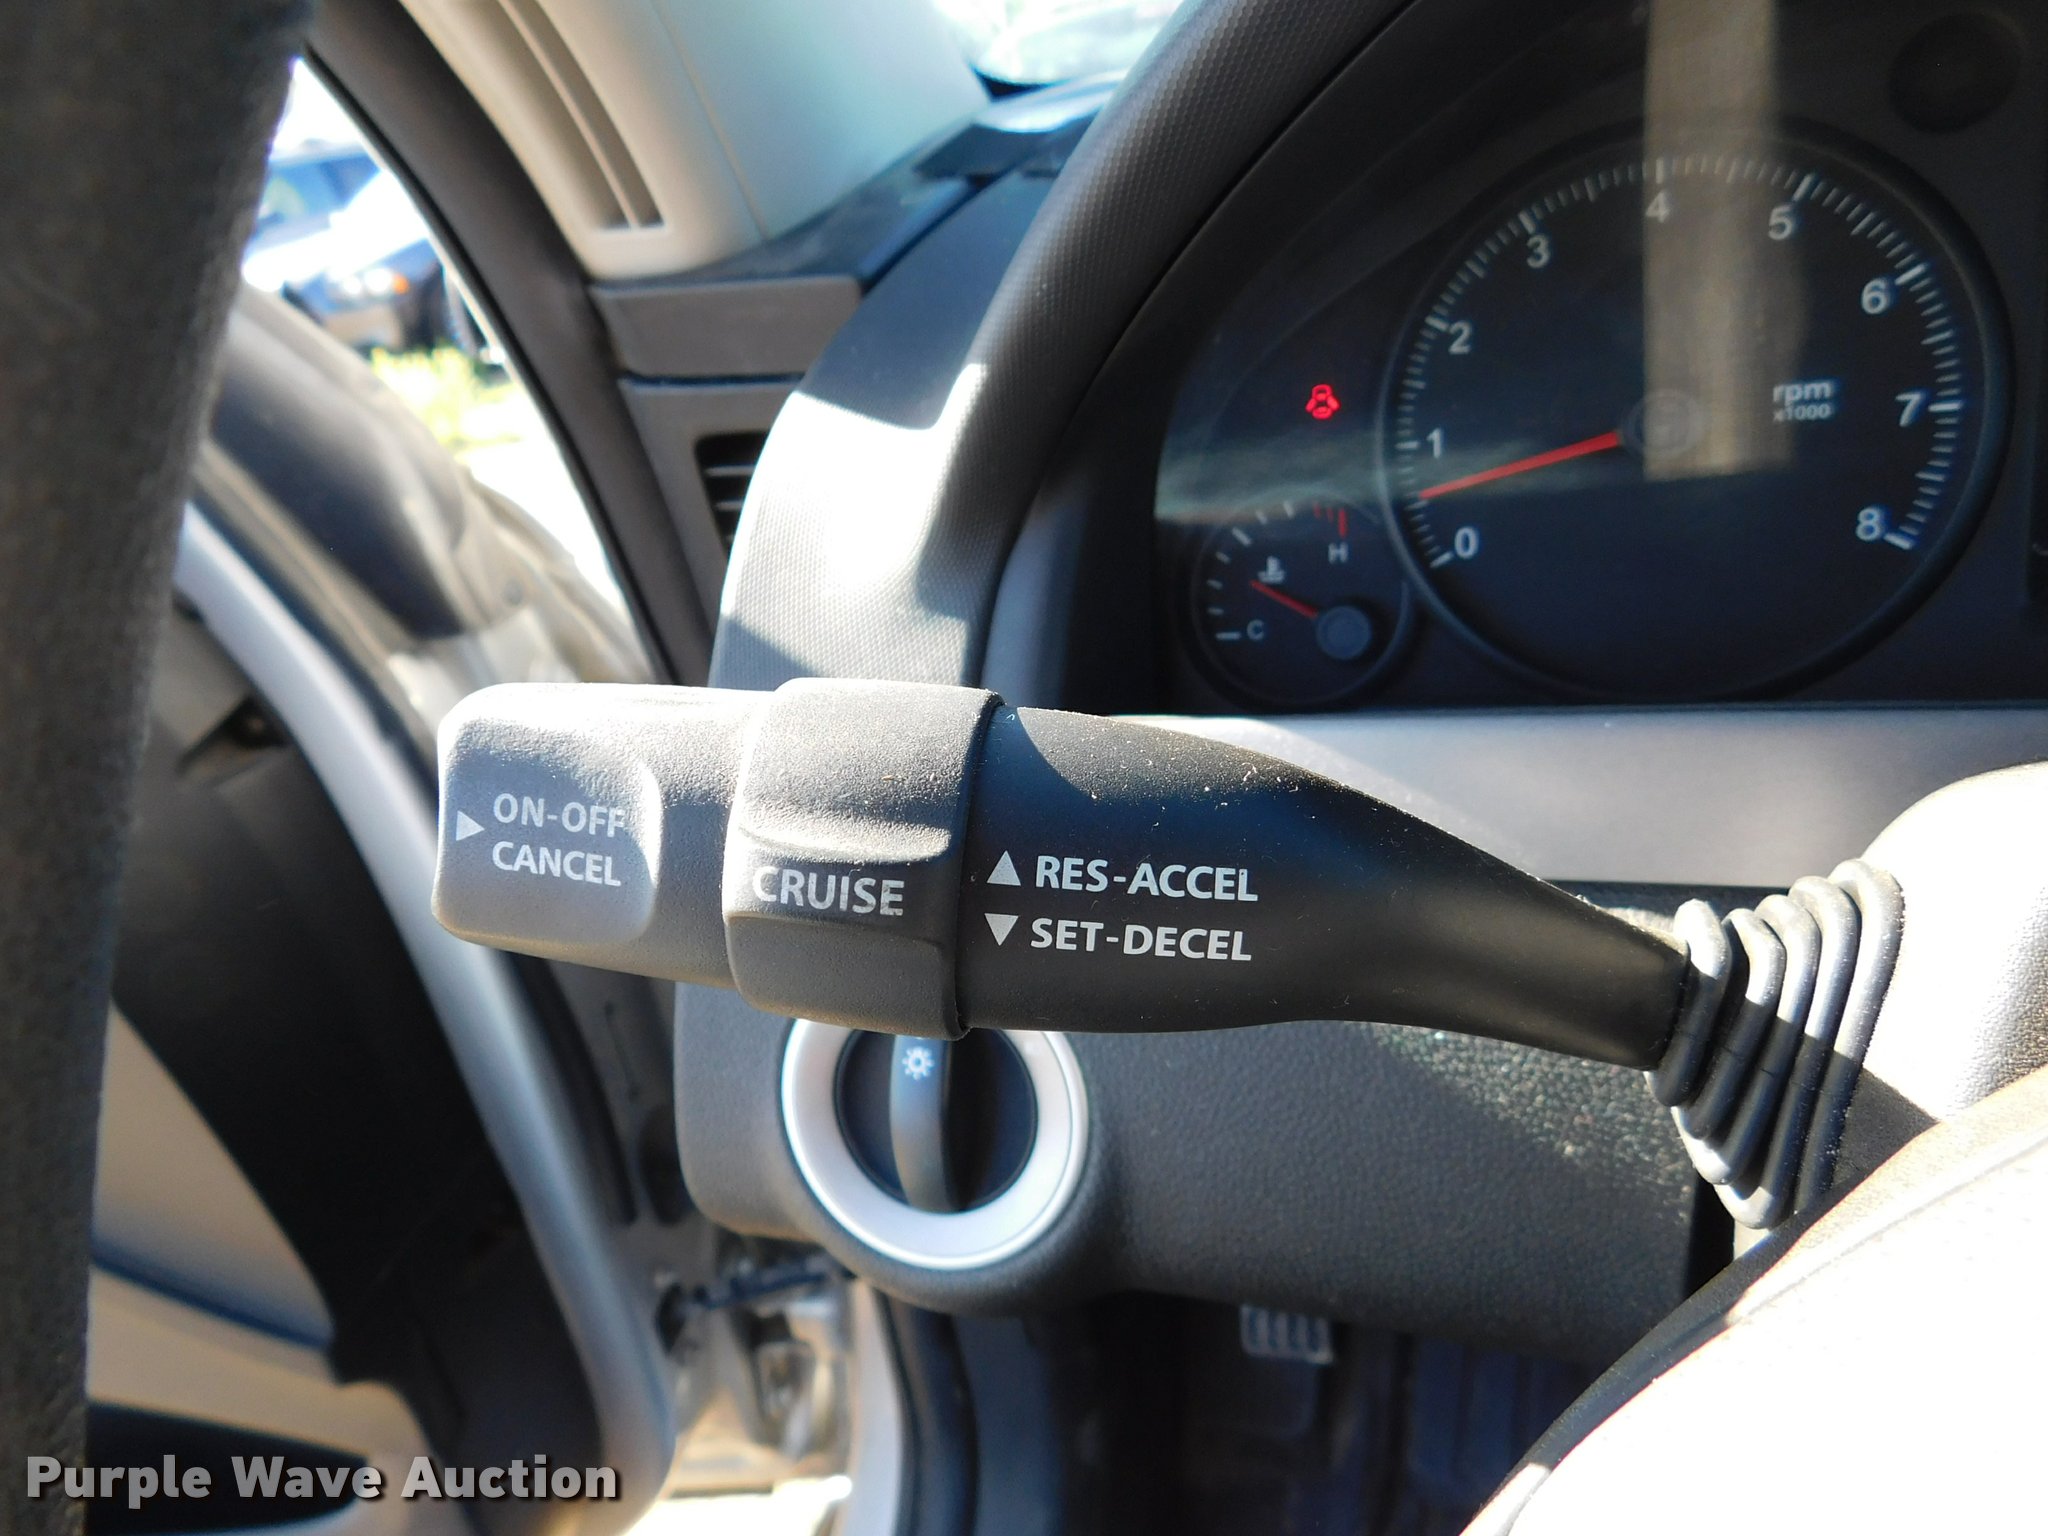 4
5
3
6
2
rpm
x1000
7
1
8
0
H
C
ON-OFF
CANCEL
CRUISE
RES-ACCEL
SET-DECEL
Purple Wave Auction